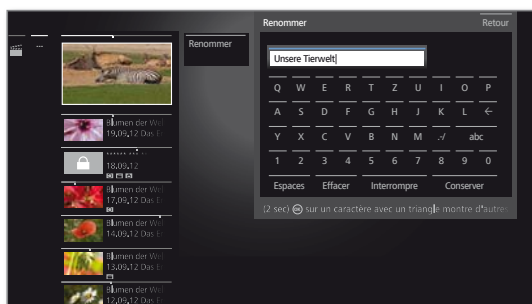 Renommer
Retour
...
Renommer
Unsere Tierwelt
Q W E R T Z U I O P
A S D F G H J K L ←
Y X C V B N M .-/ abc
1 2 3 4 5 6 7 8 9 0
Espaces Effacer Interrompre Conserver
(2 sec) OK sur un caractère avec un triangle montre d'autres
Blumen der Wel
19.09.12 Das E
18.09.12
Blumen der Wel
17.09.12 Das E
Blumen der Wel
14.09.12 Das E
Blumen der Wel
13.09.12 Das E
Blumen der Wel
12.09.12 Das E